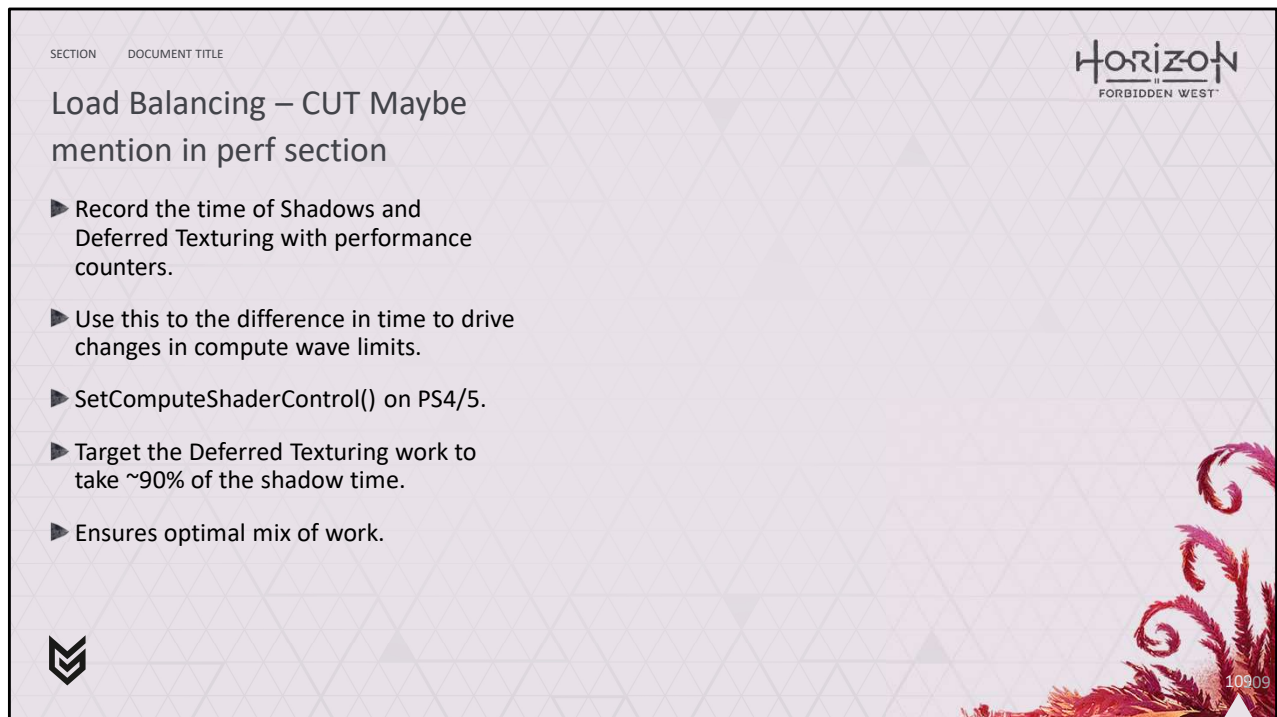 SECTION DOCUMENT TITLE
HORiZON
II
FORBIDDEN WEST™
Load Balancing – CUT Maybe
mention in perf section
Record the time of Shadows and
Deferred Texturing with performance
counters.
Use this to the difference in time to drive
changes in compute wave limits.
SetComputeShaderControl() on PS4/5.
Target the Deferred Texturing work to
take ~90% of the shadow time.
Ensures optimal mix of work.
10909